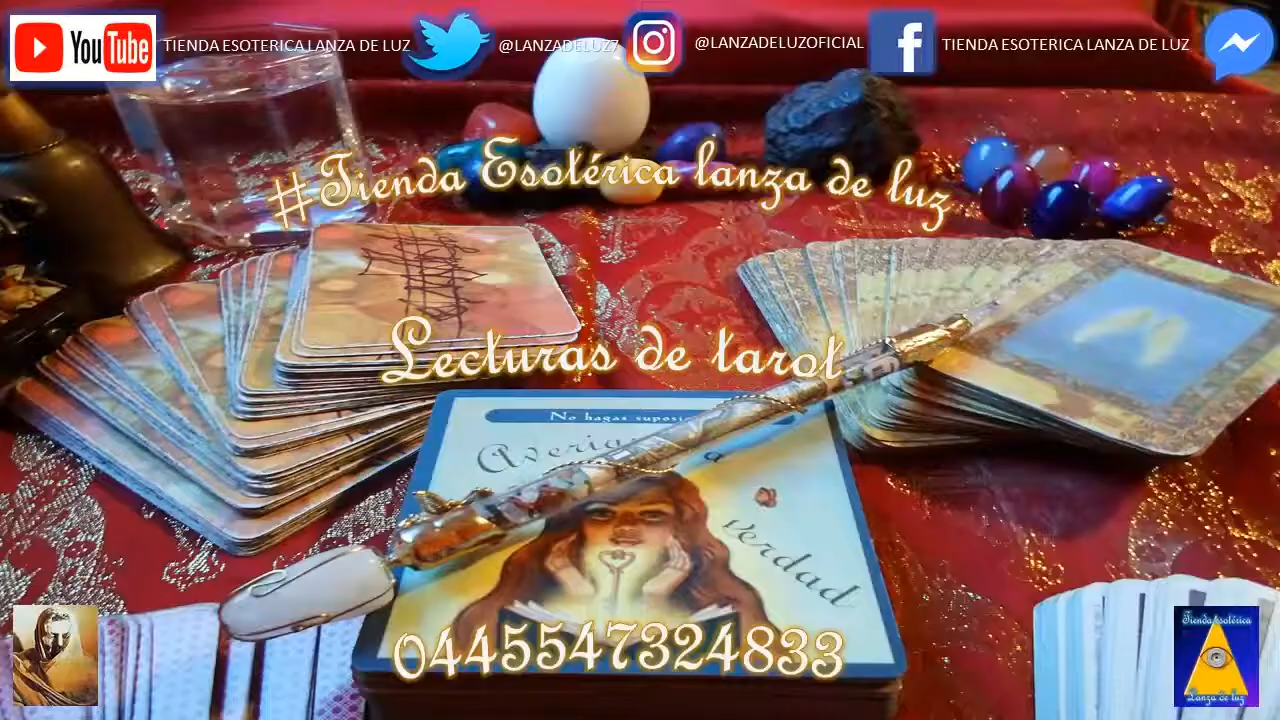 YouTube TIENDA ESOTERICA LANZA DE LUZ @LANZADELUZ7 @LANZADELUZOFICIAL f TIENDA ESOTERICA LANZA DE LUZ
#Tienda Esotérica lanza de luz
Lecturas de tarot
No hagas
Verdad
0445547324833
Tienda esotérica
Lanza de luz